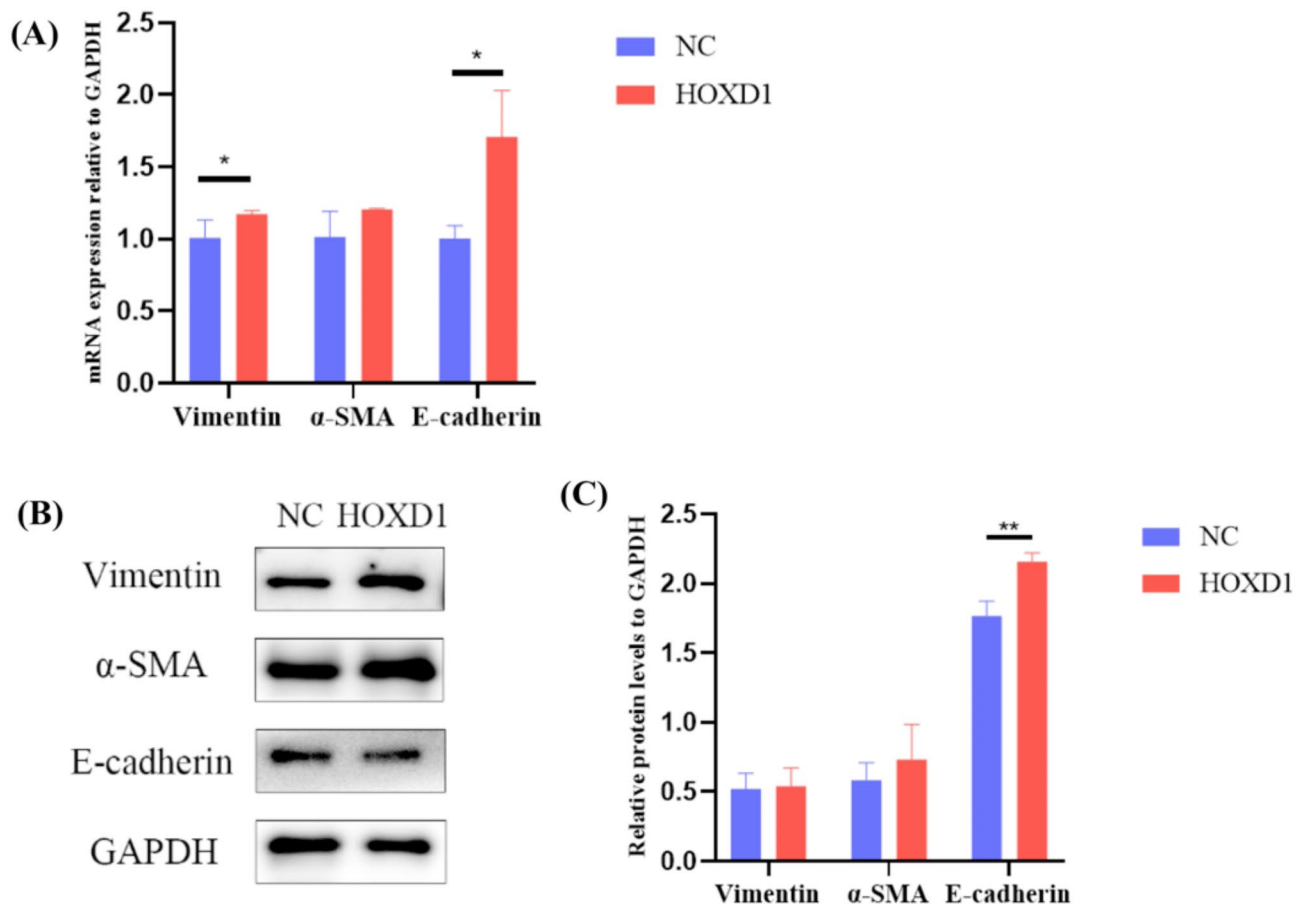 (A)
mRNA expression relative to GAPDH
2.5
2.0
1.5
1.0
0.5
0.0
*
*
Vimentin α-SMA E-cadherin
NC
HOXD1
(B)
NC HOXD1
Vimentin
α-SMA
E-cadherin
GAPDH
(C)
Relative protein levels to GAPDH
2.5
2.0
1.5
1.0
0.5
0.0
**
Vimentin α-SMA E-cadherin
NC
HOXD1